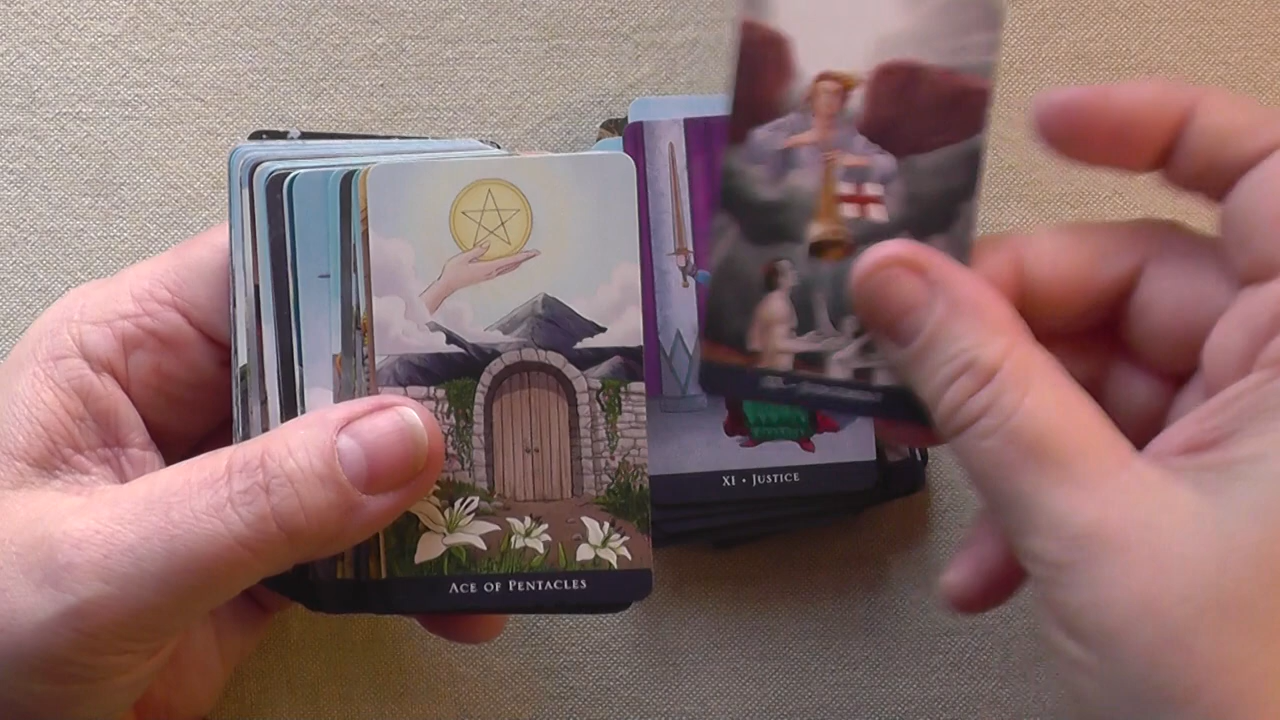 XI • JUSTICE
ACE OF PENTACLES